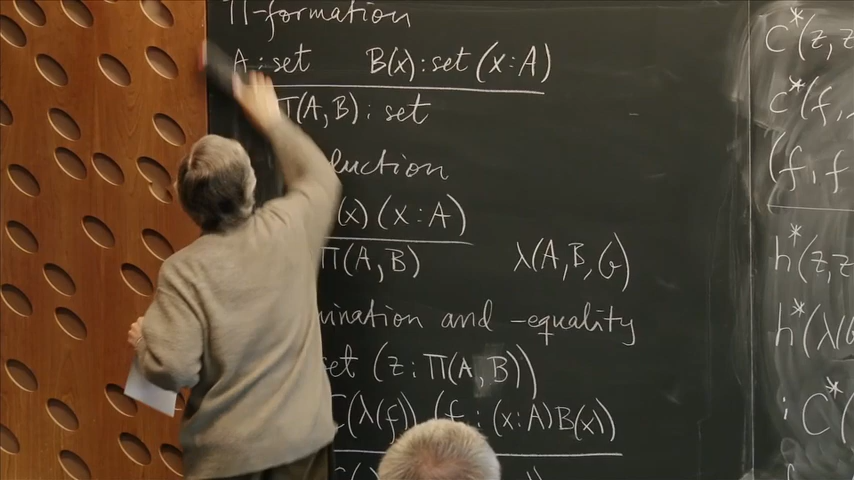 Π-formation
A : set B(x) : set (x : A)
Π(A, B) : set
duction
(x) (x : A)
Π(A, B) λ(A, B, b)
ination and -equality
set (z : Π(A, B))
C(λ(f)) (f : (x : A)B(x))
C*(z, z
c*(f,
(f, f
h*(z, z
h*(λ(
i C*(